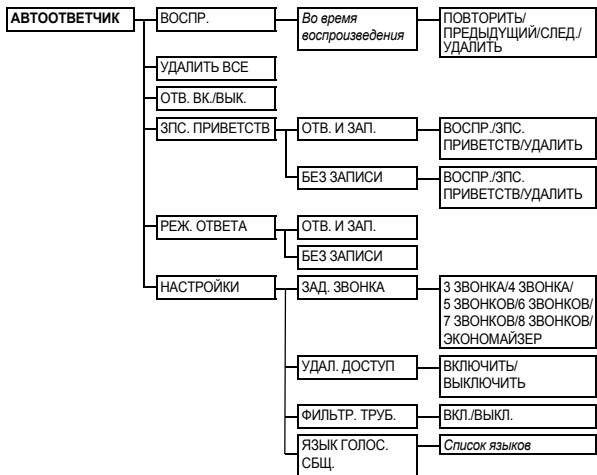 АВТООТВЕТЧИК
ВОСПР.
Во время
воспроизведения
ПОВТОРИТЬ/
ПРЕДЫДУЩИЙ/СЛЕД./
УДАЛИТЬ
УДАЛИТЬ ВСЕ
ОТВ. ВК./ВЫК.
ЗПС. ПРИВЕТСТВ
ОТВ. И ЗАП.
ВОСПР./ЗПС.
ПРИВЕТСТВ/УДАЛИТЬ
БЕЗ ЗАПИСИ
ВОСПР./ЗПС.
ПРИВЕТСТВ/УДАЛИТЬ
РЕЖ. ОТВЕТА
ОТВ. И ЗАП.
БЕЗ ЗАПИСИ
НАСТРОЙКИ
ЗАД. ЗВОНКА
3 ЗВОНКА/4 ЗВОНКА/
5 ЗВОНКОВ/6 ЗВОНКОВ/
7 ЗВОНКОВ/8 ЗВОНКОВ/
ЭКОНОМАЙЗЕР
УДАЛ. ДОСТУП
ВКЛЮЧИТЬ/
ВЫКЛЮЧИТЬ
ФИЛЬТР. ТРУБ.
ВКЛ./ВЫКЛ.
ЯЗЫК ГОЛОС.
СБЩ.
Список языков